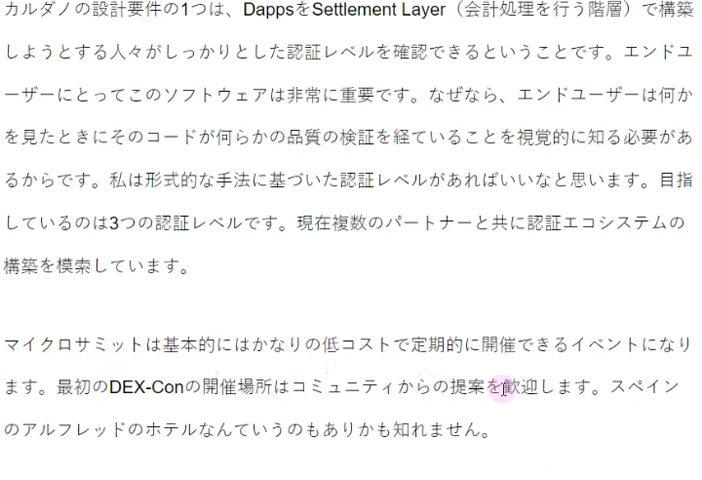 カルダノの設計要件の1つは、DappsをSettlement Layer（会計処理を行う階層）で構築
しようとする人々がしっかりとした認証レベルを確認できるということです。エンドユ
ーザーにとってこのソフトウェアは非常に重要です。なぜなら、エンドユーザーは何か
を見たときにそのコードが何らかの品質の検証を経ていることを視覚的に知る必要があ
るからです。私は形式的な手法に基づいた認証レベルがあればいいなと思います。目指
しているのは3つの認証レベルです。現在複数のパートナーと共に認証エコシステムの
構築を模索しています。
マイクロサミットは基本的にはかなりの低コストで定期的に開催できるイベントになり
ます。最初のDEX-Conの開催場所はコミュニティからの提案を歓迎します。スペイン
のアルフレッドのホテルなんていうのもありかも知れません。